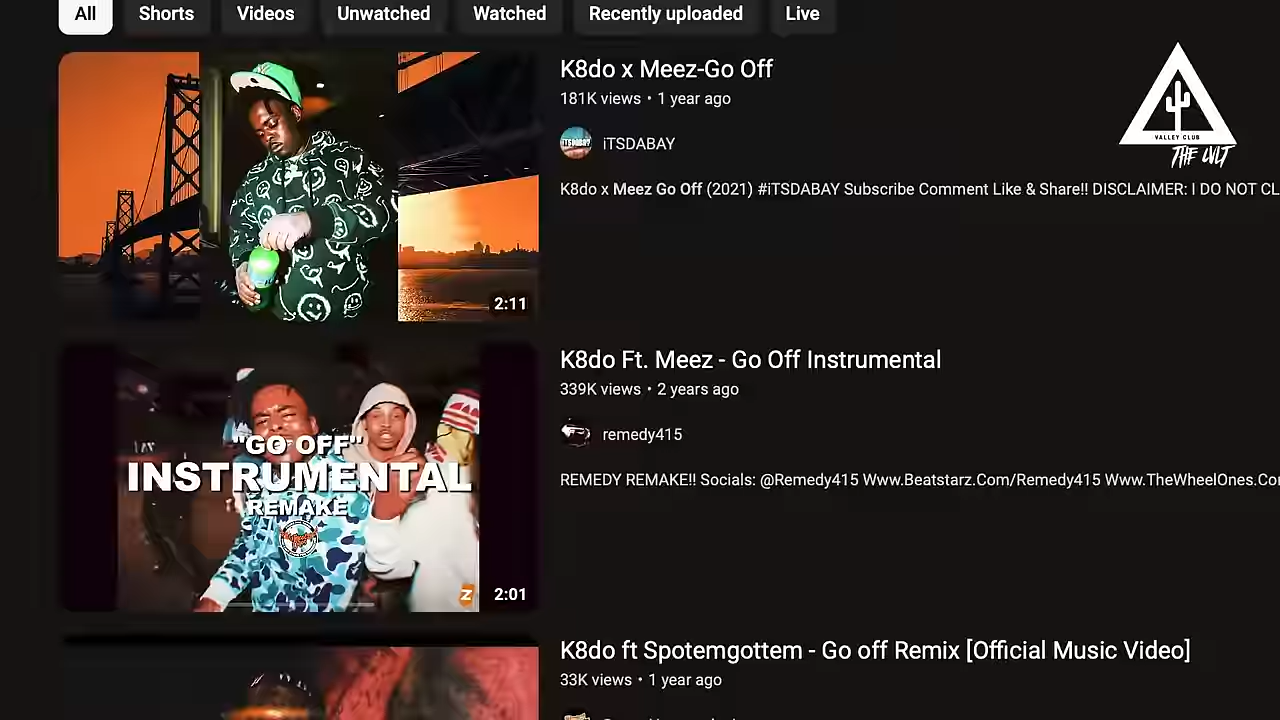 All
Shorts
Videos
Unwatched
Watched
Recently uploaded
Live
K8do x Meez-Go Off
181K views • 1 year ago
iTSDABAY
K8do x Meez Go Off (2021) #iTSDABAY Subscribe Comment Like & Share!! DISCLAIMER: I DO NOT CL
2:11
VALLEY CLUB
THE CVLT
K8do Ft. Meez - Go Off Instrumental
339K views • 2 years ago
remedy415
REMEDY REMAKE!! Socials: @Remedy415 Www.Beatstarz.Com/Remedy415 Www.TheWheelOnes.Co
"GO OFF"
INSTRUMENTAL
REMAKE
Z
2:01
K8do ft Spotemgottem - Go off Remix [Official Music Video]
33K views • 1 year ago